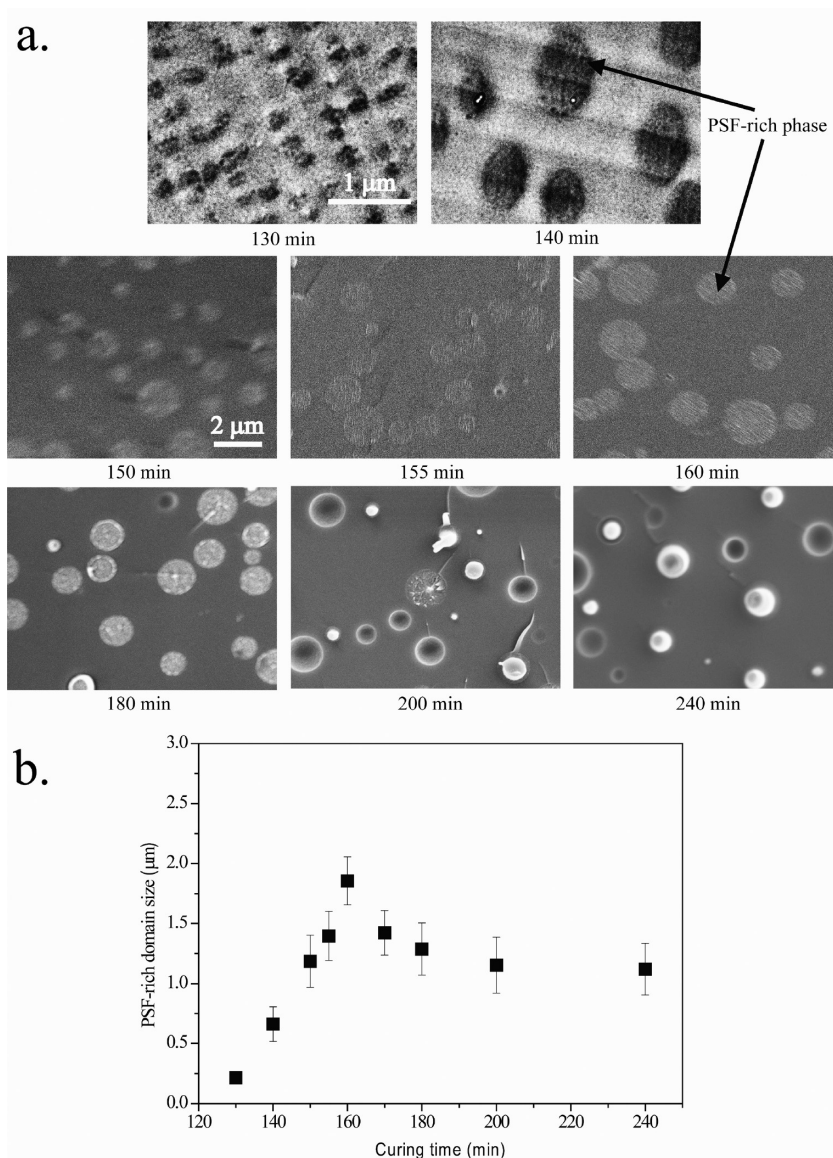 a.
PSF-rich phase
1 μm
130 min
140 min
2 μm
150 min
155 min
160 min
180 min
200 min
240 min
b.
3.0
2.5
2.0
1.5
1.0
0.5
0.0
PSF-rich domain size (μm)
120 140 160 180 200 220 240
Curing time (min)